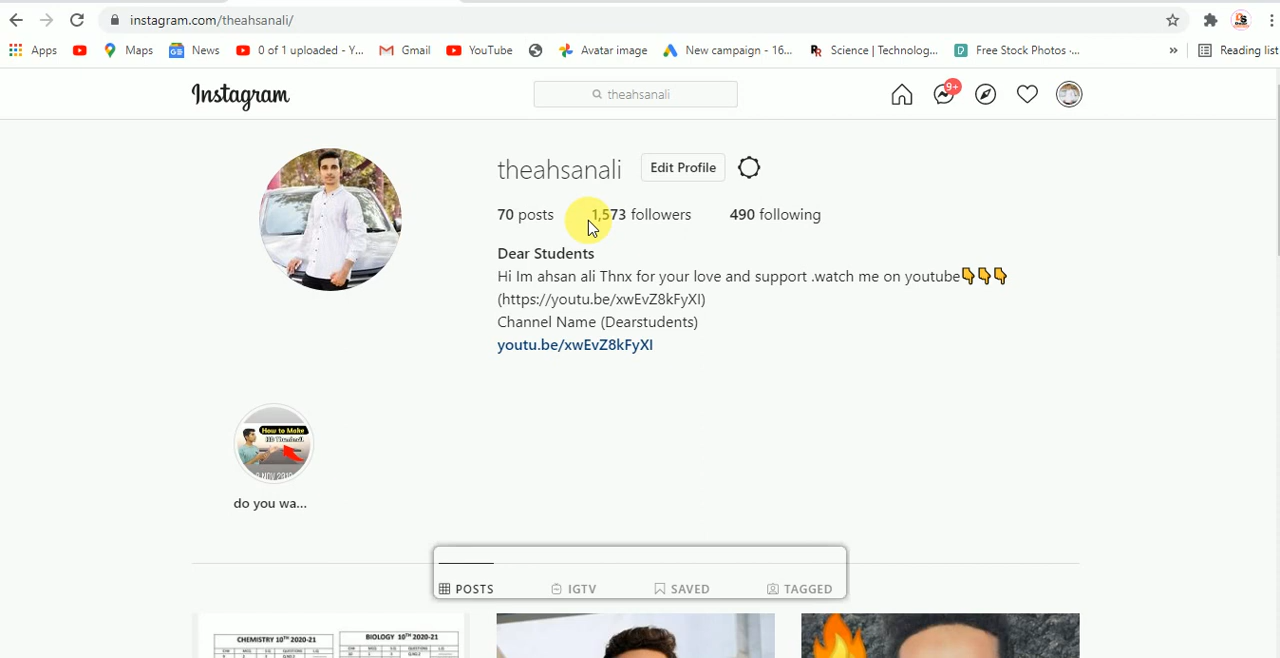 instagram.com/theahsanali/
Apps Maps News 0 of 1 uploaded - Y... Gmail YouTube Avatar image New campaign - 16... Science | Technolog... Free Stock Photos -... » Reading list
Instagram
theahsanali
9+
theahsanali Edit Profile
70 posts 1,573 followers 490 following
Dear Students
Hi Im ahsan ali Thnx for your love and support .watch me on youtube👇👇👇
(https://youtu.be/xwEvZ8kFyXI)
Channel Name (Dearstudents)
youtu.be/xwEvZ8kFyXI
How to Make
do you wa...
POSTS IGTV SAVED TAGGED
CHEMISTRY 10TH 2020-21
BIOLOGY 10TH 2020-21